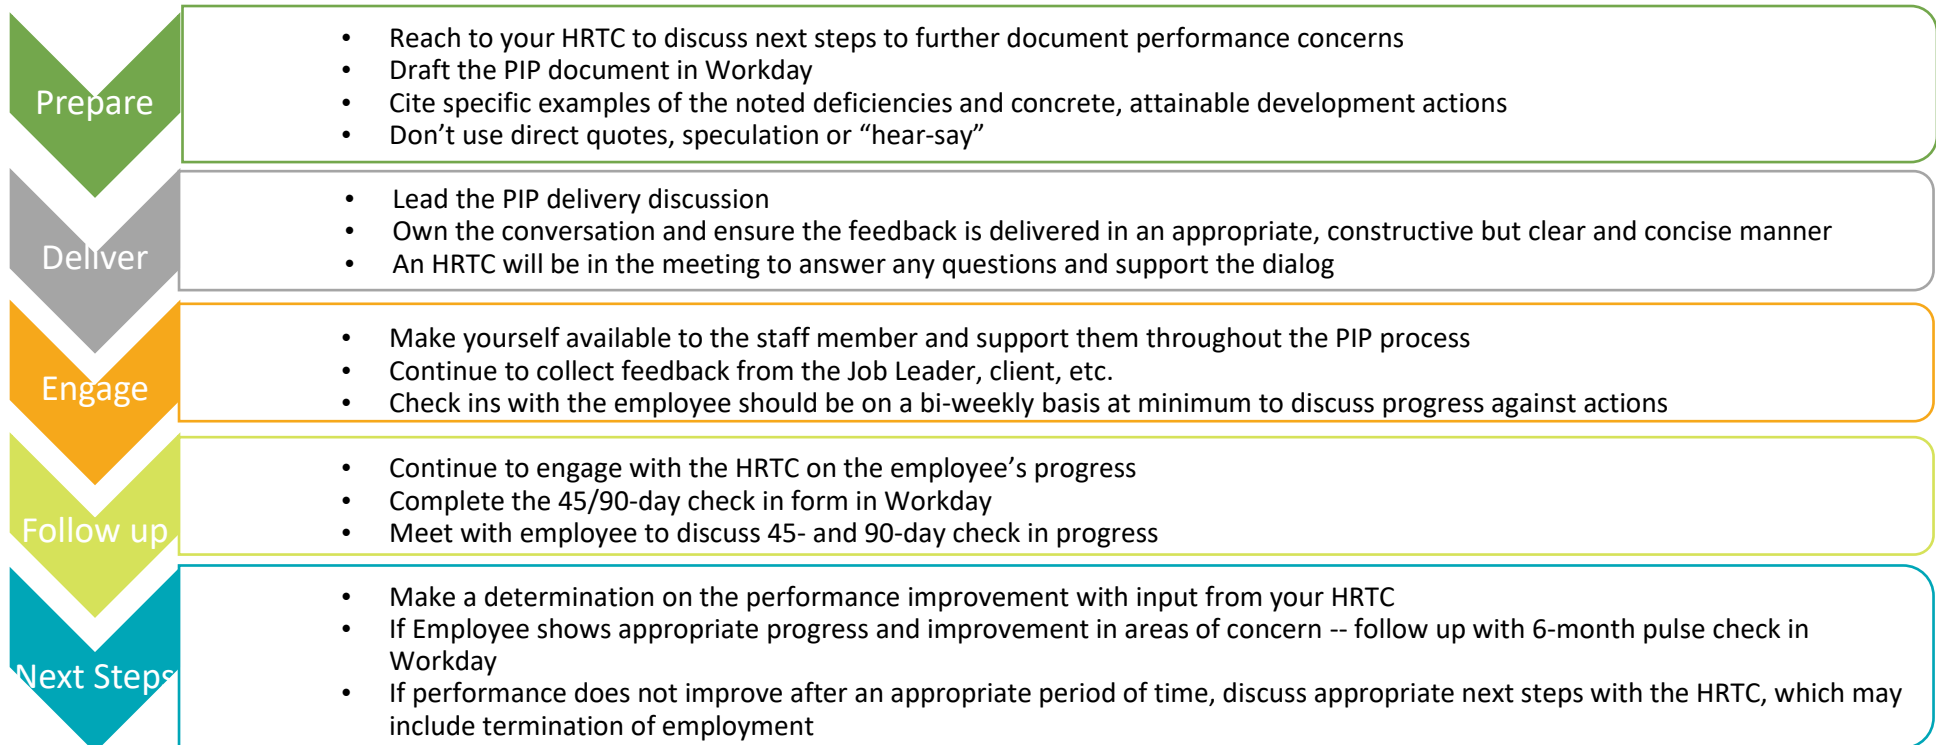 Prepare
• Reach to your HRTC to discuss next steps to further document performance concerns
• Draft the PIP document in Workday
• Cite specific examples of the noted deficiencies and concrete, attainable development actions
• Don’t use direct quotes, speculation or “hear-say”
Deliver
• Lead the PIP delivery discussion
• Own the conversation and ensure the feedback is delivered in an appropriate, constructive but clear and concise manner
• An HRTC will be in the meeting to answer any questions and support the dialog
Engage
• Make yourself available to the staff member and support them throughout the PIP process
• Continue to collect feedback from the Job Leader, client, etc.
• Check ins with the employee should be on a bi-weekly basis at minimum to discuss progress against actions
Follow up
• Continue to engage with the HRTC on the employee’s progress
• Complete the 45/90-day check in form in Workday
• Meet with employee to discuss 45- and 90-day check in progress
Next Steps
• Make a determination on the performance improvement with input from your HRTC
• If Employee shows appropriate progress and improvement in areas of concern -- follow up with 6-month pulse check in
Workday
• If performance does not improve after an appropriate period of time, discuss appropriate next steps with the HRTC, which may
include termination of employment